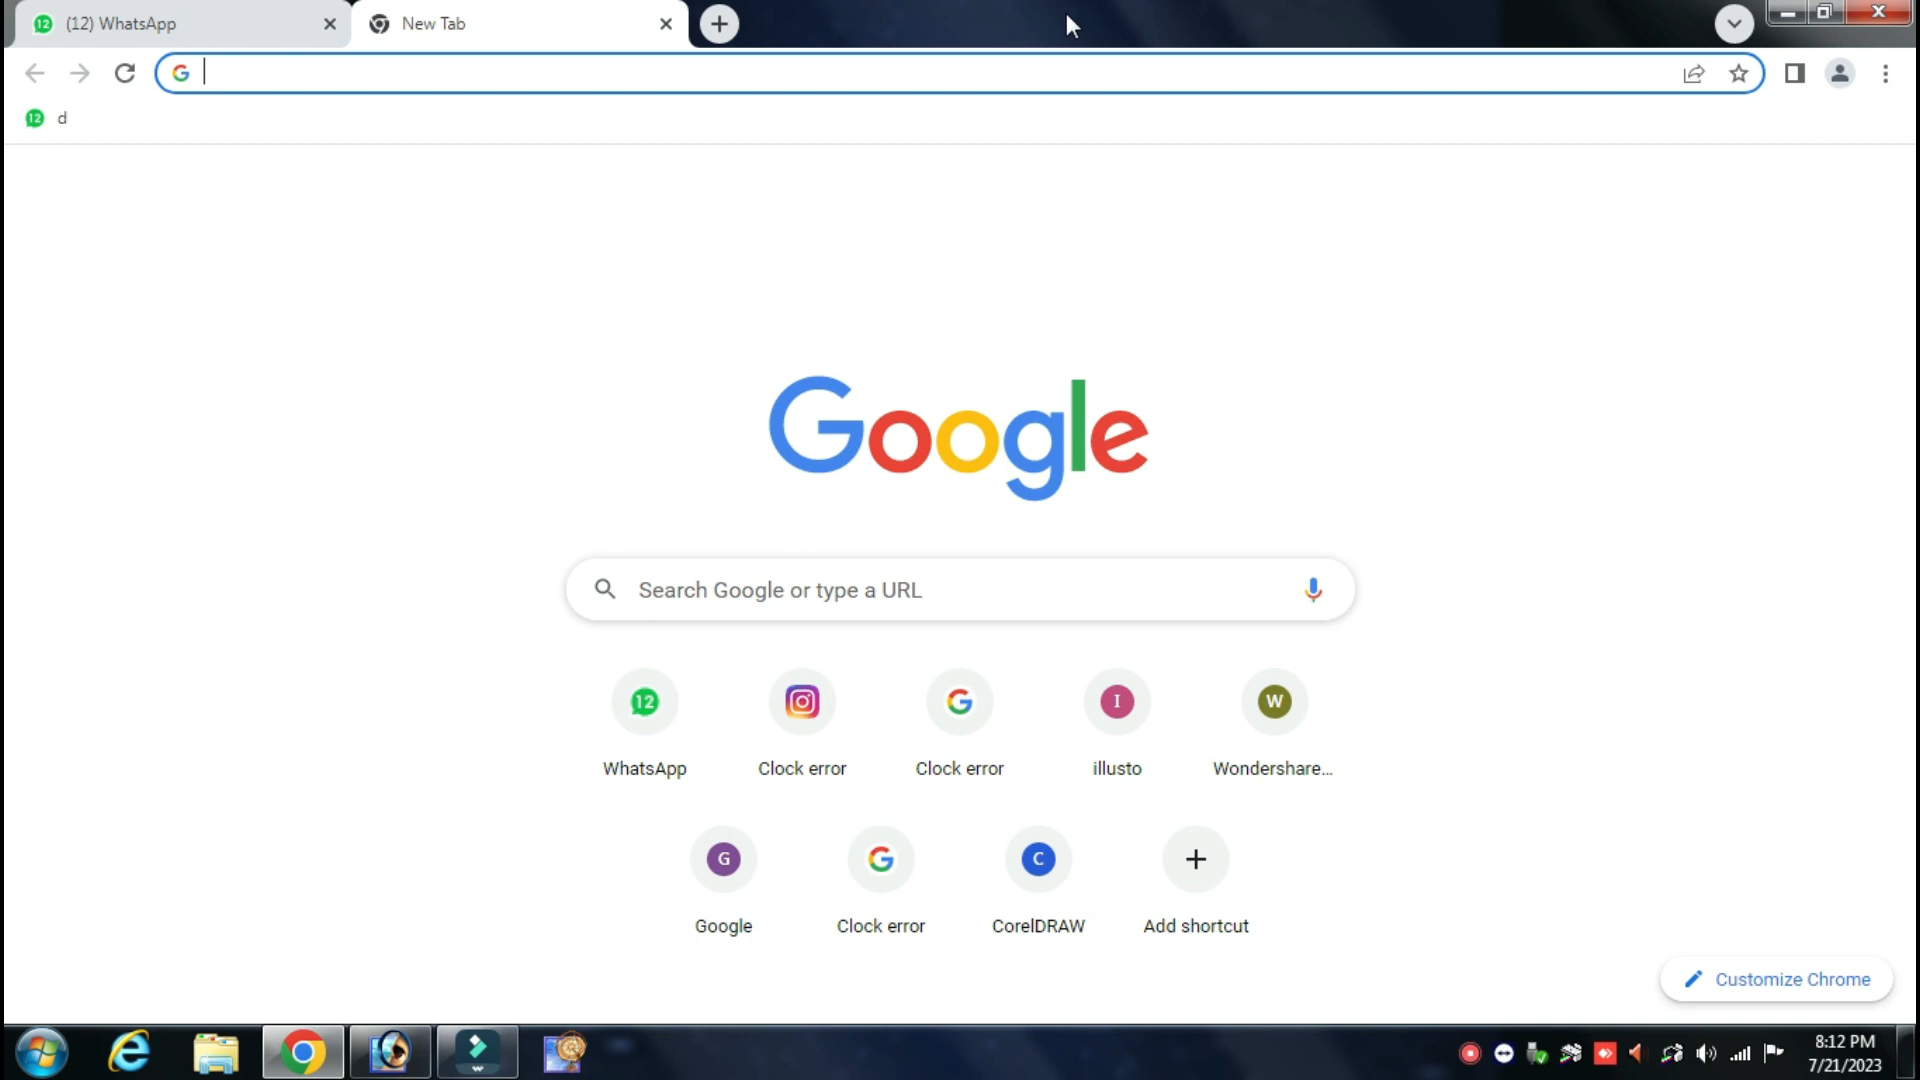 12 (12) WhatsApp
New Tab
12 d
Google
Search Google or type a URL
12
I
W
WhatsApp
Clock error
Clock error
illusto
Wondershare...
G
C
Google
Clock error
CorelDRAW
Add shortcut
Customize Chrome
8:12 PM
7/21/2023